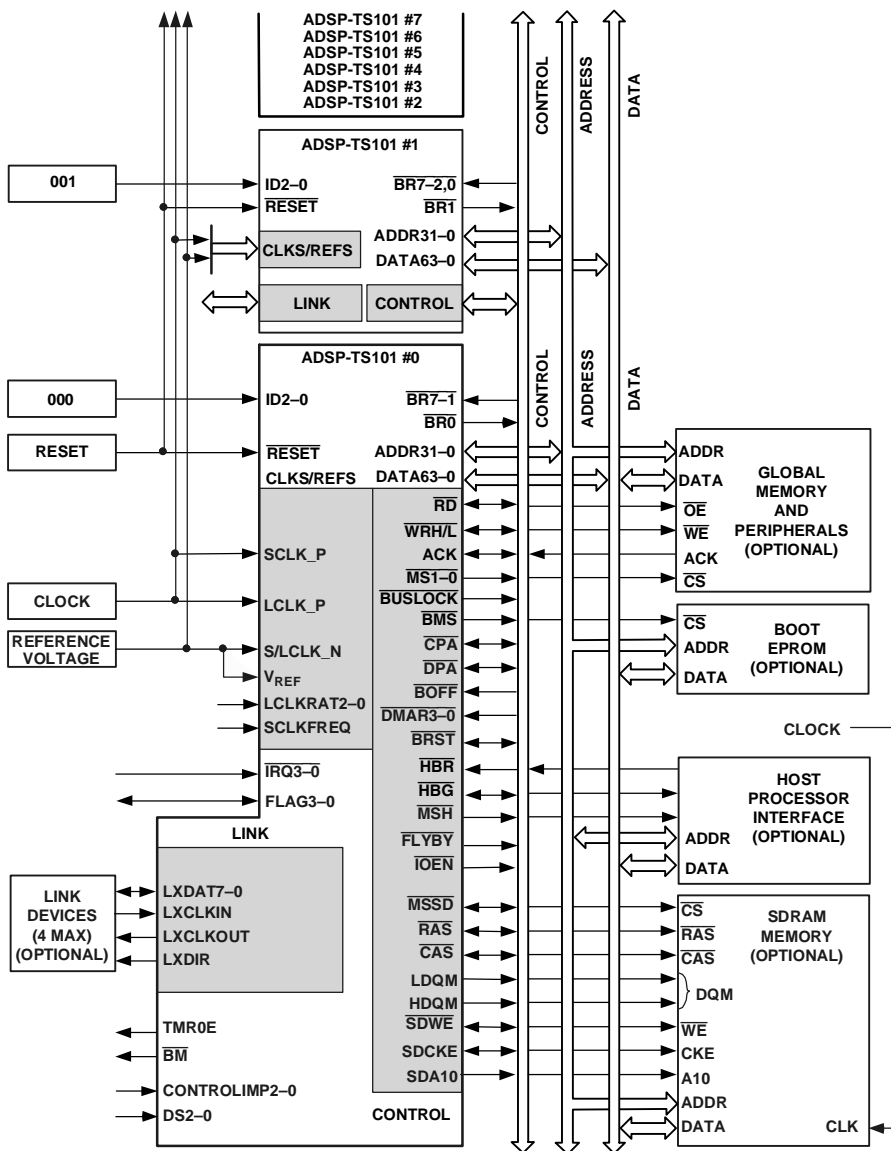 ADSP-TS101 #7
ADSP-TS101 #6
ADSP-TS101 #5
ADSP-TS101 #4
ADSP-TS101 #3
ADSP-TS101 #2
CONTROL
ADDRESS
DATA
ADSP-TS101 #1
001
ID2–0
BR7–2,0
RESET
BR1
ADDR31–0
CLKS/REFS
DATA63–0
LINK
CONTROL
ADSP-TS101 #0
CONTROL
ADDRESS
DATA
000
ID2–0
BR7–1
BR0
RESET
RESET
ADDR31–0
CLKS/REFS
DATA63–0
RD
WRH/L
SCLK_P
ACK
MS1–0
CLOCK
LCLK_P
BUSLOCK
BMS
REFERENCE
VOLTAGE
S/LCLK_N
CPA
VREF
DPA
LCLKRAT2–0
BOFF
SCLKFREQ
DMAR3–0
BRST
IRQ3–0
HBR
FLAG3–0
HBG
MSH
LINK
FLYBY
IOEN
LINK
DEVICES
(4 MAX)
(OPTIONAL)
LXDAT7–0
LXCLKIN
LXCLKOUT
LXDIR
MSSD
RAS
CAS
LDQM
HDQM
TMR0E
SDWE
BM
SDCKE
SDA10
CONTROLIMP2–0
DS2–0
CONTROL
ADDR
DATA
OE
WE
ACK
CS
GLOBAL
MEMORY
AND
PERIPHERALS
(OPTIONAL)
CS
ADDR
DATA
BOOT
EPROM
(OPTIONAL)
CLOCK
HOST
PROCESSOR
INTERFACE
(OPTIONAL)
ADDR
DATA
CS
RAS
CAS
SDRAM
MEMORY
(OPTIONAL)
DQM
WE
CKE
A10
ADDR
DATA
CLK